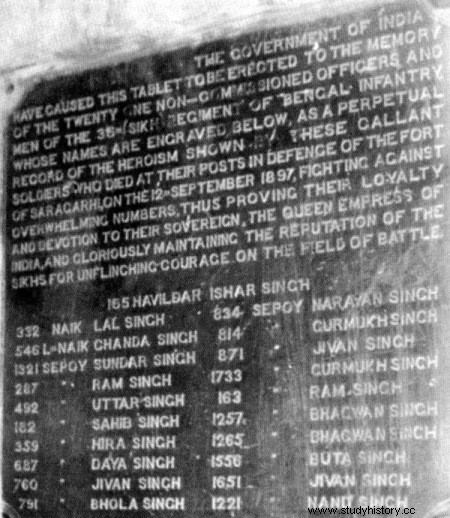 THE GOVERNMENT OF INDIA
HAVE CAUSED THIS TABLET TO BE ERECTED TO THE MEMORY
OF THE TWENTY ONE NON-COMMISSIONED OFFICERS AND
MEN OF THE 36 (SIKH) REGIMENT OF BENGAL INFANTRY
WHOSE NAMES ARE ENGRAVED BELOW, AS A PERPETUAL
RECORD OF THE HEROISM SHOWN BY THESE GALLANT
SOLDIERS WHO DIED AT THEIR POSTS IN DEFENCE OF THE FORT
OF SARAGARHI, ON THE 12TH SEPTEMBER 1897, FIGHTING AGAINST
OVERWHELMING NUMBERS, THUS PROVING THEIR LOYALTY
AND DEVOTION TO THEIR SOVEREIGN, THE QUEEN EMPRESS OF
INDIA, AND GLORIOUSLY MAINTAINING THE REPUTATION OF THE
SIKHS FOR UNFLINCHING COURAGE ON THE FIELD OF BATTLE.
165 HAVILDAR ISHAR SINGH
332 NAIK LAL SINGH 834 SEPOY NARAYAN SINGH
546 L-NAIK CHANDA SINGH 814 " GURMUKH SINGH
1321 SEPOY SUNDAR SINGH 871 " JIVAN SINGH
287 " RAM SINGH 1733 " GURMUKH SINGH
492 " UTTAR SINGH 163 " RAM SINGH
182 " SAHIB SINGH 1257 " BHAGWAN SINGH
359 " HIRA SINGH 1265 " BHAGWAN SINGH
687 " DAYA SINGH 1556 " BUTA SINGH
760 " JIVAN SINGH 1651 " JIVAN SINGH
791 " BHOLA SINGH 1221 " NAND SINGH
www.studyhistory.cc